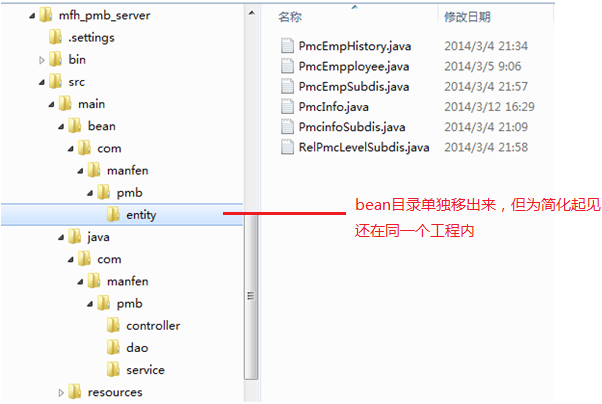 mfh_pmb_server
.settings
bin
src
main
bean
com
manfen
pmb
entity
java
com
manfen
pmb
controller
dao
service
resources
名称 修改日期
PmcEmpHistory.java 2014/3/4 21:34
PmcEmpployee.java 2014/3/5 9:06
PmcEmpSubdis.java 2014/3/4 21:57
PmcInfo.java 2014/3/12 16:29
PmcinfoSubdis.java 2014/3/4 21:09
RelPmcLevelSubdis.java 2014/3/4 21:58
bean目录单独移出来，但为简化起见
还在同一个工程内